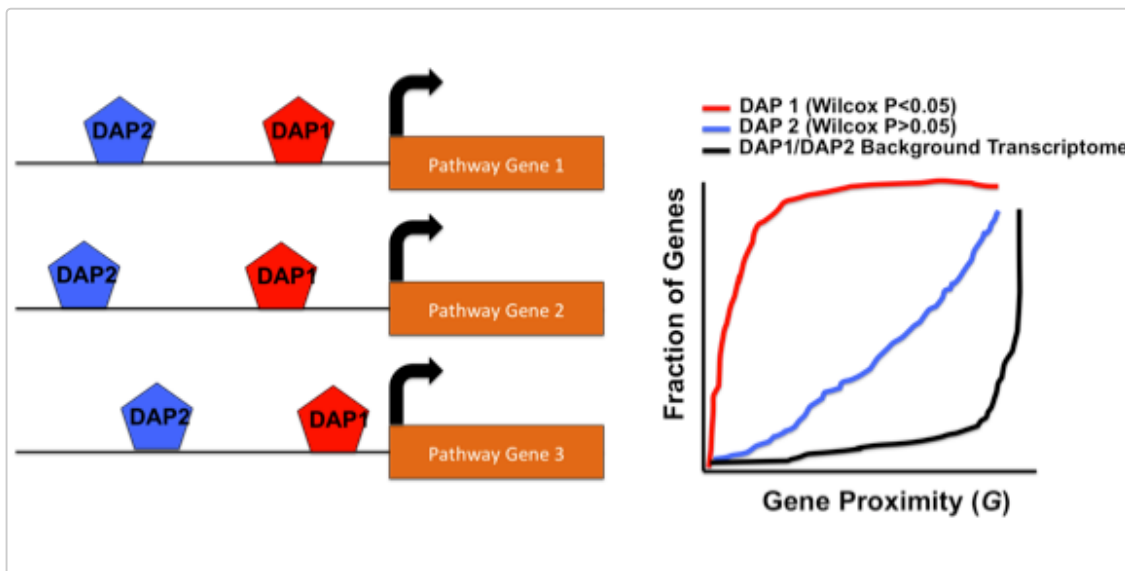 DAP2
DAP1
Pathway Gene 1
DAP2
DAP1
Pathway Gene 2
DAP2
DAP1
Pathway Gene 3
DAP 1 (Wilcox P<0.05)
DAP 2 (Wilcox P>0.05)
DAP1/DAP2 Background Transcriptome
Fraction of Genes
Gene Proximity (G)